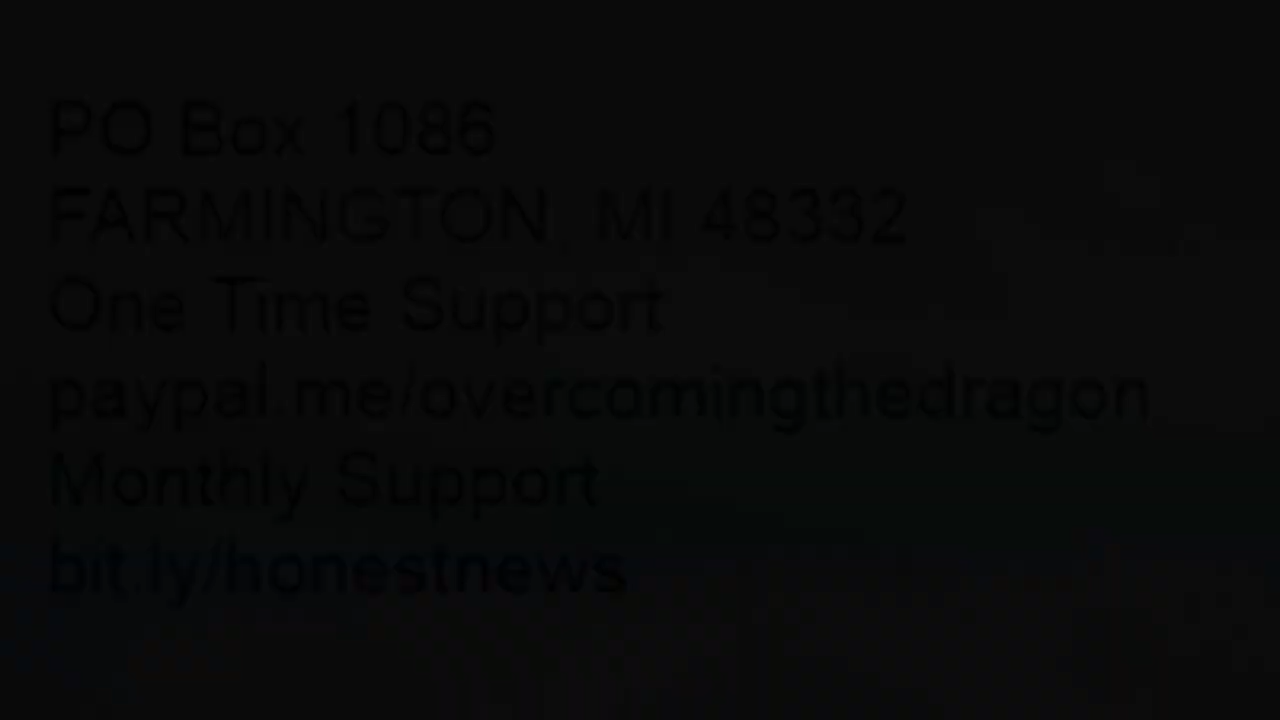 PO Box 1086
FARMINGTON, MI 48332
One Time Support
paypal.me/overcomingthedragon
Monthly Support
bit.ly/honestnews